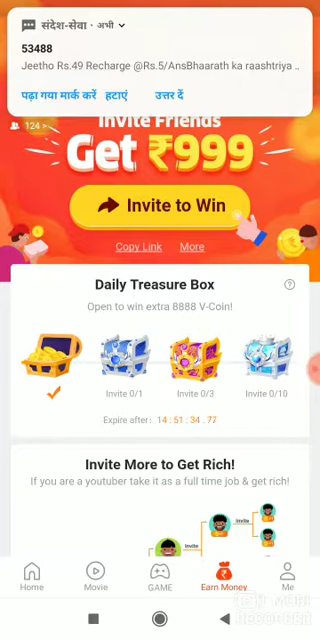 संदेश-सेवा • अभी
53488
Jeetho Rs.49 Recharge @Rs.5/AnsBhaarath ka raashtriya ..
पढ़ा गया मार्क करें हटाएं उत्तर दें
124 >
Invite Friends
Get ₹999
Invite to Win
Copy Link More
Daily Treasure Box
Open to win extra 8888 V-Coin!
Invite 0/1 Invite 0/3 Invite 0/10
Expire after: 14 : 51 : 34 . 77
Invite More to Get Rich!
If you are a youtuber take it as a full time job & get rich!
Invite
Invite
Home Movie GAME Earn Money Me
MOBI
RECORDER